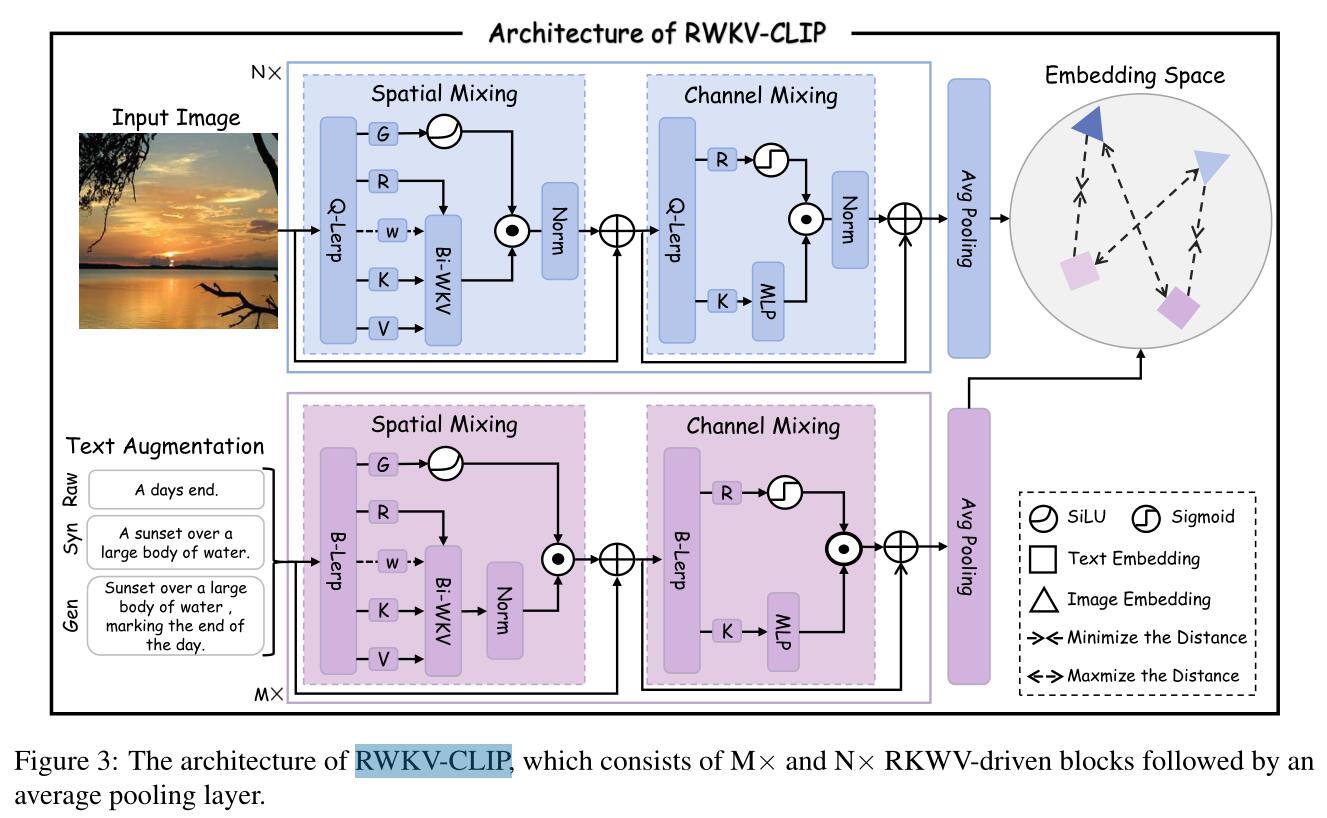 Architecture of RWKV-CLIP
N×
Input Image
Spatial Mixing
Q-Lerp
G
R
w
K
V
Bi-WKV
Norm
Channel Mixing
Q-Lerp
R
K
MLP
Norm
Avg Pooling
Embedding Space
Text Augmentation
Raw
A days end.
Syn
A sunset over a
large body of water.
Gen
Sunset over a large
body of water ,
marking the end of
the day.
M×
Spatial Mixing
B-Lerp
G
R
w
K
V
Bi-WKV
Norm
Channel Mixing
B-Lerp
R
K
MLP
Avg Pooling
SiLU
Sigmoid
Text Embedding
Image Embedding
Minimize the Distance
Maxmize the Distance
Figure 3: The architecture of RWKV-CLIP, which consists of M× and N× RKWV-driven blocks followed by an
average pooling layer.